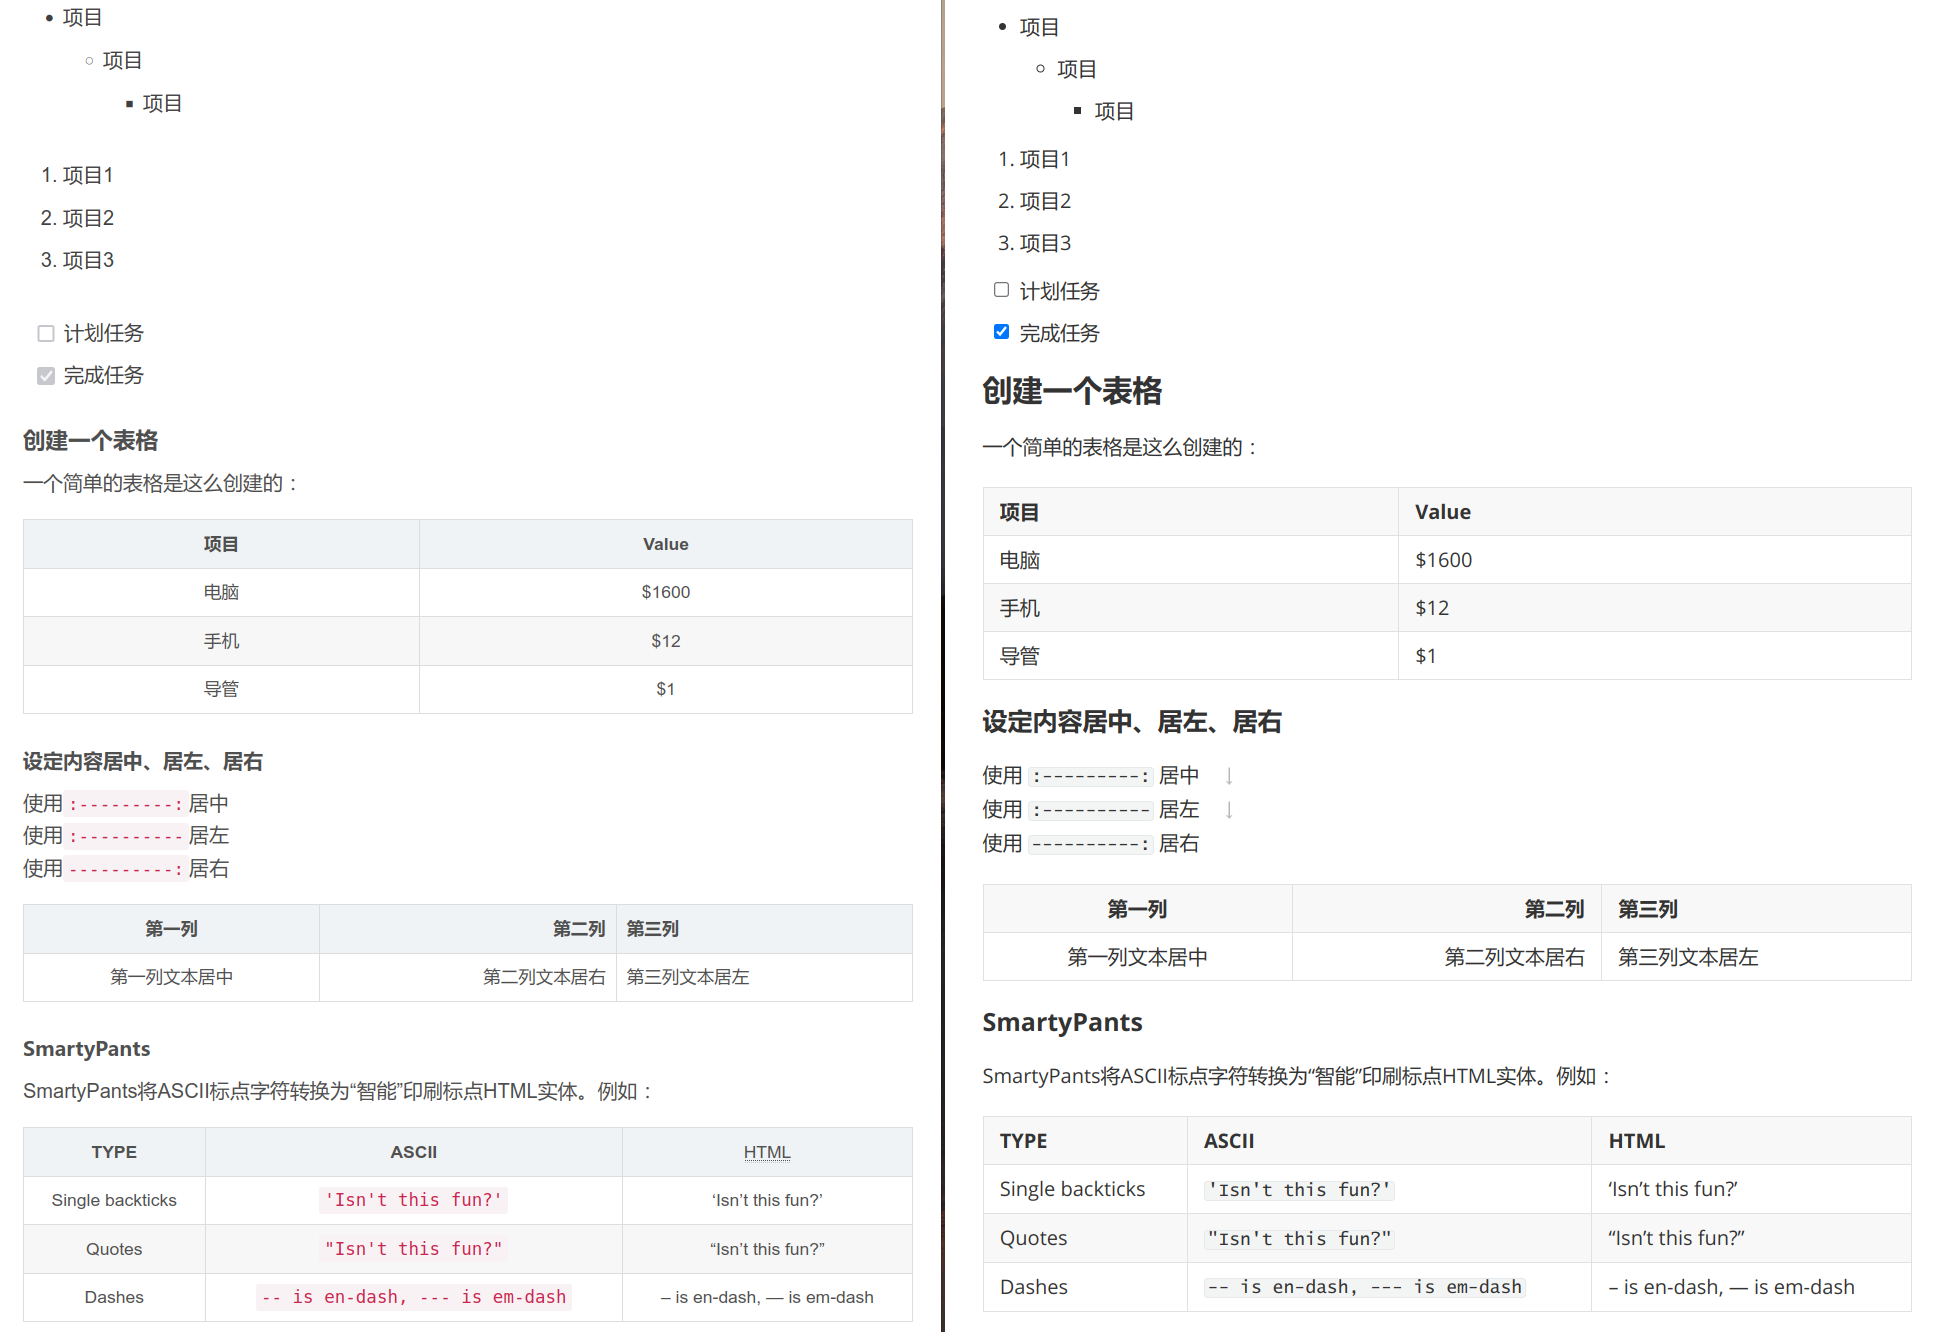 项目
项目
项目
1. 项目1
2. 项目2
3. 项目3
计划任务
完成任务
创建一个表格
一个简单的表格是这么创建的：
项目 Value
电脑 $1600
手机 $12
导管 $1
设定内容居中、居左、居右
使用 :---------: 居中
使用 :---------- 居左
使用 ----------: 居右
第一列 第二列 第三列
第一列文本居中 第二列文本居右 第三列文本居左
SmartyPants
SmartyPants将ASCII标点字符转换为“智能”印刷标点HTML实体。例如：
TYPE ASCII HTML
Single backticks 'Isn't this fun?' ‘Isn’t this fun?’
Quotes "Isn't this fun?" “Isn’t this fun?”
Dashes -- is en-dash, --- is em-dash – is en-dash, — is em-dash
项目
项目
项目
1. 项目1
2. 项目2
3. 项目3
计划任务
完成任务
创建一个表格
一个简单的表格是这么创建的：
项目 Value
电脑 $1600
手机 $12
导管 $1
设定内容居中、居左、居右
使用 :---------: 居中 ↓
使用 :---------- 居左 ↓
使用 ----------: 居右
第一列 第二列 第三列
第一列文本居中 第二列文本居右 第三列文本居左
SmartyPants
SmartyPants将ASCII标点字符转换为“智能”印刷标点HTML实体。例如：
TYPE ASCII HTML
Single backticks 'Isn't this fun?' ‘Isn’t this fun?’
Quotes "Isn't this fun?" “Isn’t this fun?”
Dashes -- is en-dash, --- is em-dash – is en-dash, — is em-dash